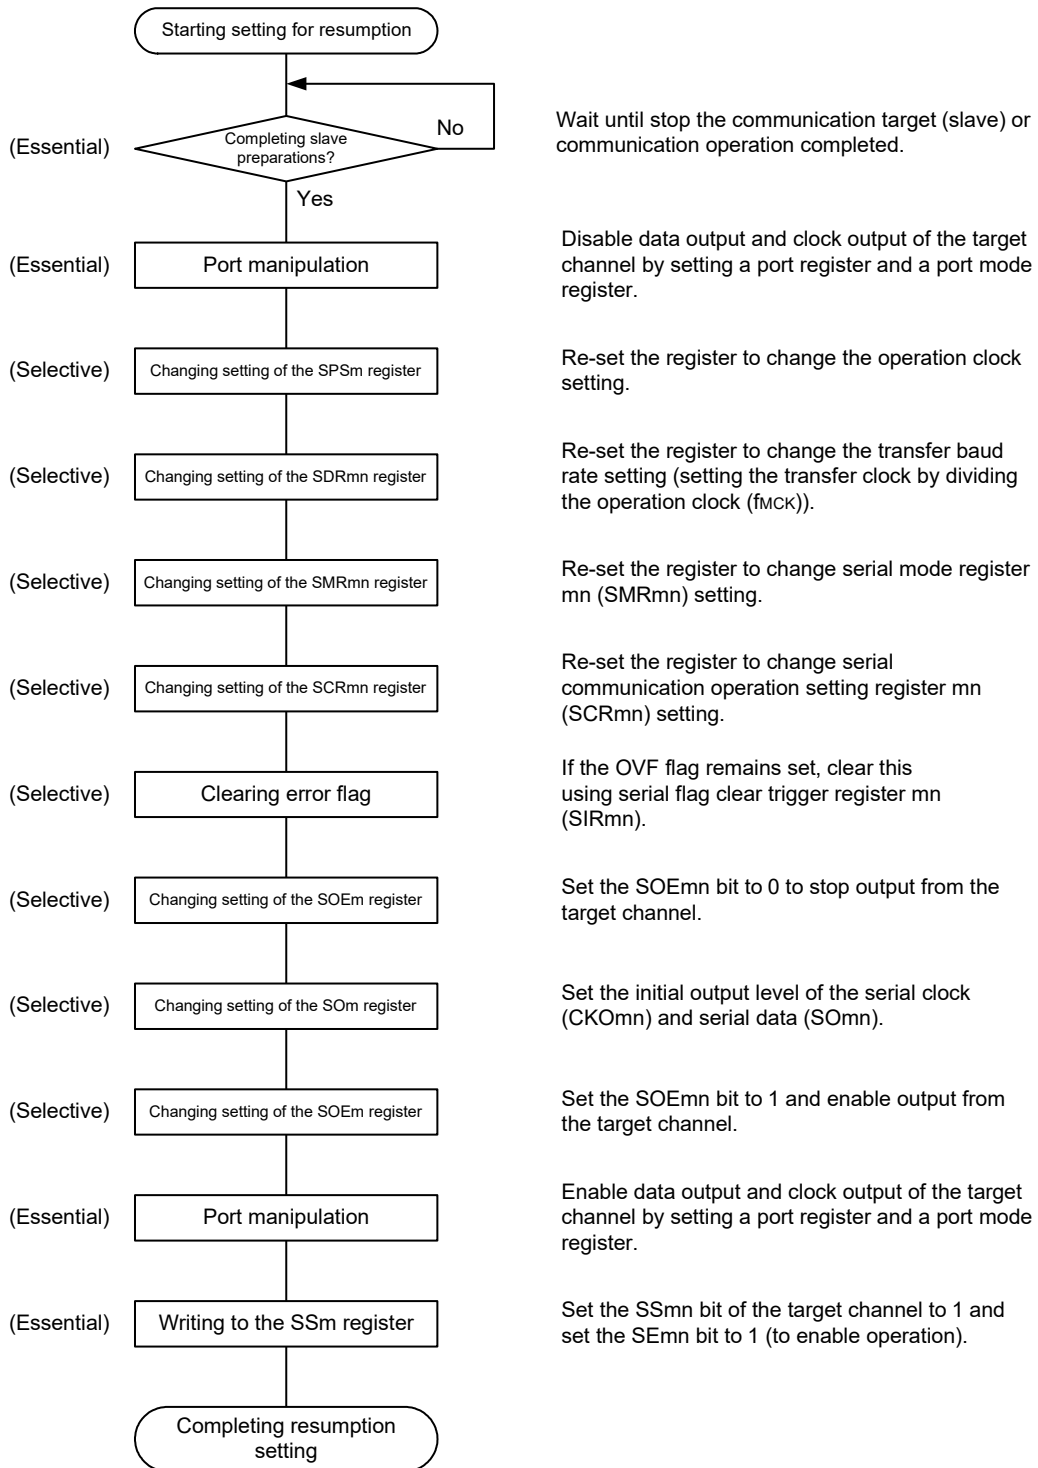 Starting setting for resumption
(Essential)
Completing slave
preparations?
No
Yes
Wait until stop the communication target (slave) or
communication operation completed.
(Essential)
Port manipulation
Disable data output and clock output of the target
channel by setting a port register and a port mode
register.
(Selective)
Changing setting of the SPSm register
Re-set the register to change the operation clock
setting.
(Selective)
Changing setting of the SDRmn register
Re-set the register to change the transfer baud
rate setting (setting the transfer clock by dividing
the operation clock (fMCK)).
(Selective)
Changing setting of the SMRmn register
Re-set the register to change serial mode register
mn (SMRmn) setting.
(Selective)
Changing setting of the SCRmn register
Re-set the register to change serial
communication operation setting register mn
(SCRmn) setting.
(Selective)
Clearing error flag
If the OVF flag remains set, clear this
using serial flag clear trigger register mn
(SIRmn).
(Selective)
Changing setting of the SOEm register
Set the SOEmn bit to 0 to stop output from the
target channel.
(Selective)
Changing setting of the SOm register
Set the initial output level of the serial clock
(CKOmn) and serial data (SOmn).
(Selective)
Changing setting of the SOEm register
Set the SOEmn bit to 1 and enable output from
the target channel.
(Essential)
Port manipulation
Enable data output and clock output of the target
channel by setting a port register and a port mode
register.
(Essential)
Writing to the SSm register
Set the SSmn bit of the target channel to 1 and
set the SEmn bit to 1 (to enable operation).
Completing resumption
setting